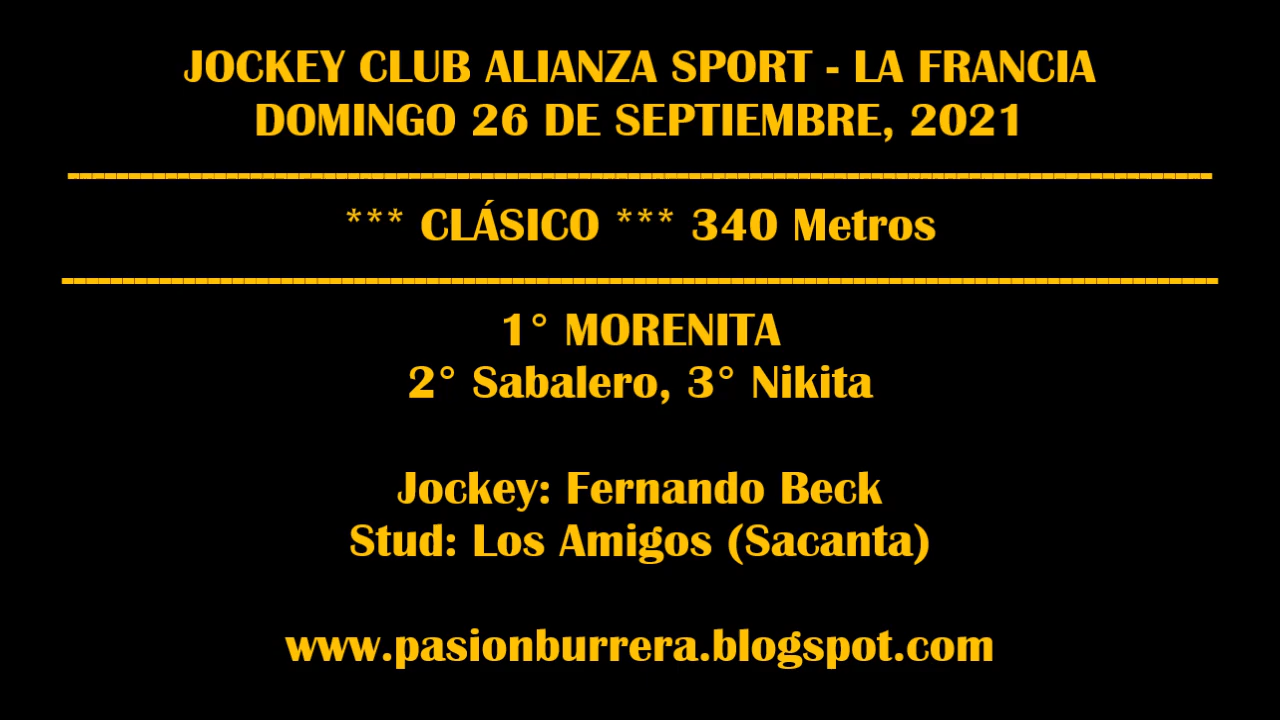 JOCKEY CLUB ALIANZA SPORT - LA FRANCIA
DOMINGO 26 DE SEPTIEMBRE, 2021
*** CLÁSICO *** 340 Metros
1° MORENITA
2° Sabalero, 3° Nikita
Jockey: Fernando Beck
Stud: Los Amigos (Sacanta)
www.pasionburrera.blogspot.com